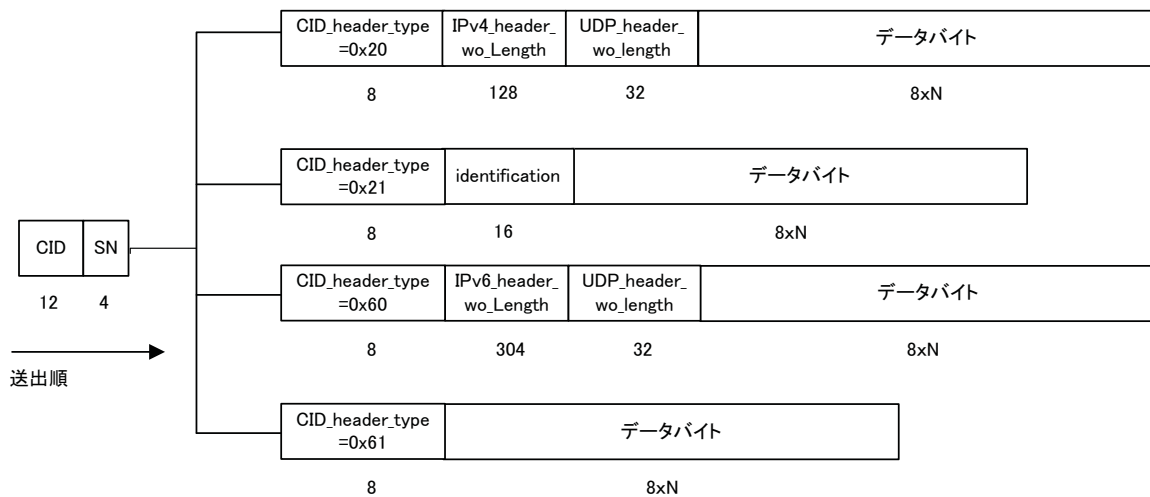 CID_header_type
=0x20
IPv4_header_
wo_Length
UDP_header_
wo_length
データバイト
8
128
32
8xN
CID_header_type
=0x21
identification
データバイト
8
16
8xN
CID
SN
12
4
送出順
CID_header_type
=0x60
IPv6_header_
wo_Length
UDP_header_
wo_length
データバイト
8
304
32
8xN
CID_header_type
=0x61
データバイト
8
8xN